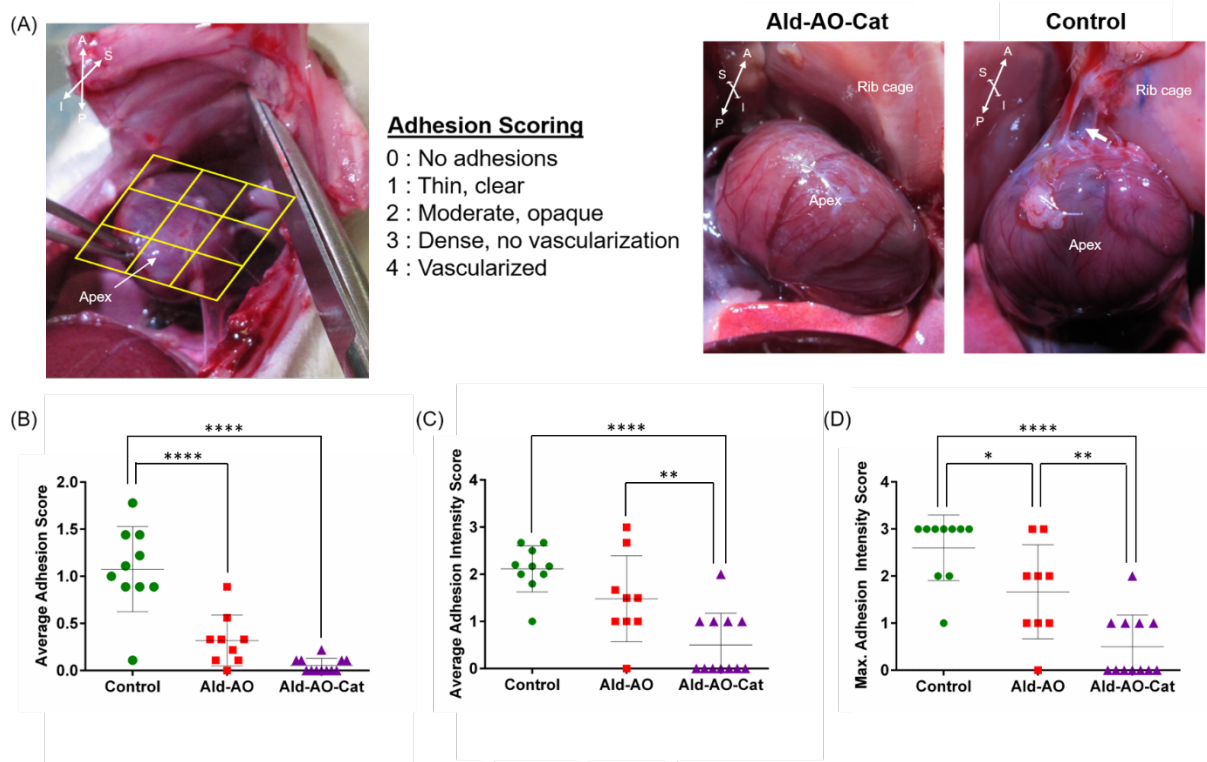 (A)
A
S
I
P
Apex
Adhesion Scoring
0 : No adhesions
1 : Thin, clear
2 : Moderate, opaque
3 : Dense, no vascularization
4 : Vascularized
Ald-AO-Cat
A
S
I
P
Rib cage
Apex
Control
A
S
I
P
Rib cage
Apex
(B)
****
****
Average Adhesion Score
2.0
1.5
1.0
0.5
0.0
Control
Ald-AO
Ald-AO-Cat
(C)
****
**
Average Adhesion Intensity Score
4
3
2
1
0
Control
Ald-AO
Ald-AO-Cat
(D)
****
*
**
Max. Adhesion Intensity Score
4
3
2
1
0
Control
Ald-AO
Ald-AO-Cat